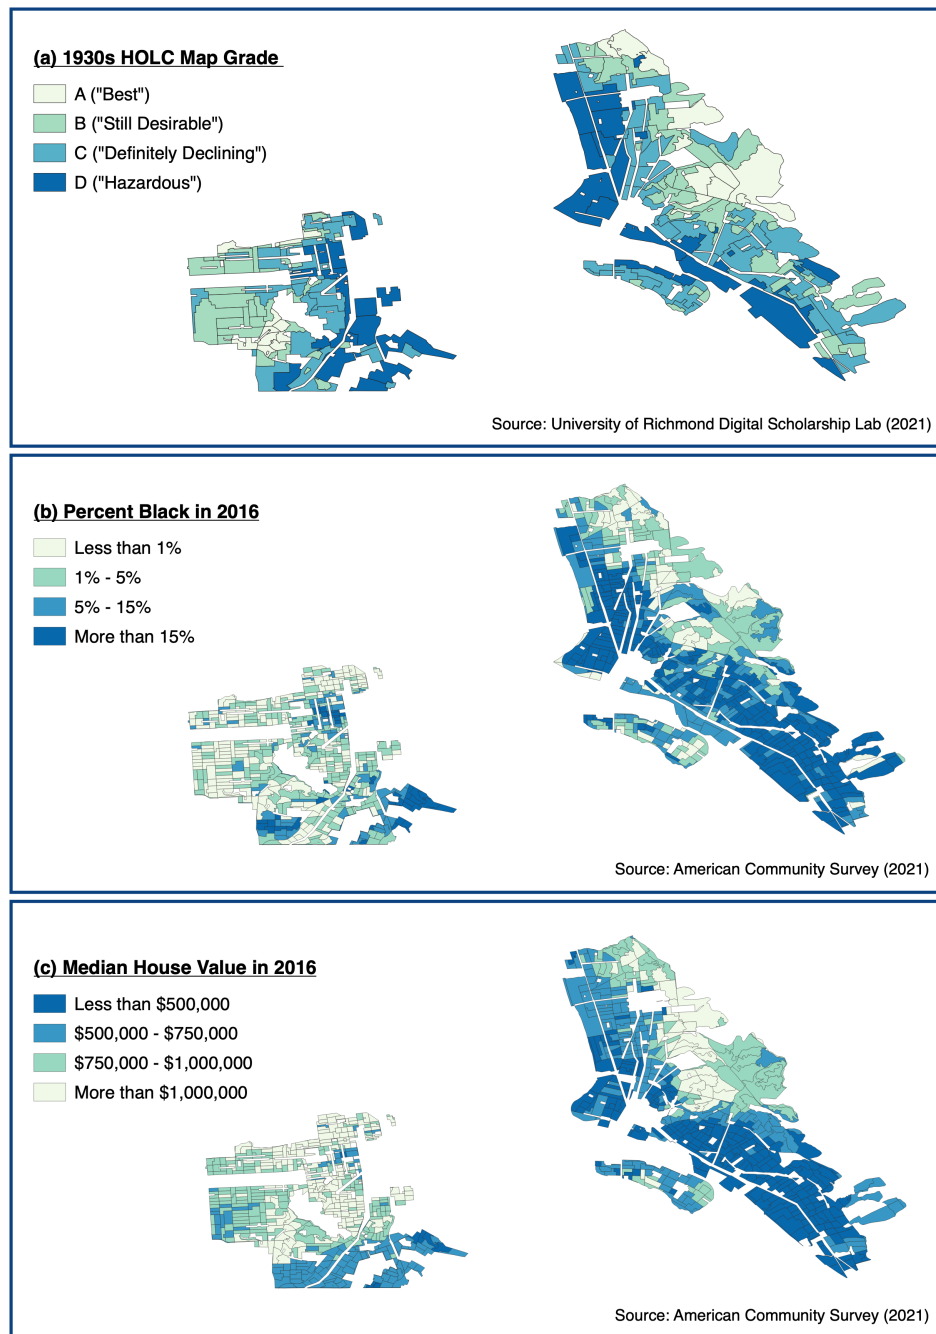 (a) 1930s HOLC Map Grade
A ("Best")
B ("Still Desirable")
C ("Definitely Declining")
D ("Hazardous")
Source: University of Richmond Digital Scholarship Lab (2021)
(b) Percent Black in 2016
Less than 1%
1% - 5%
5% - 15%
More than 15%
Source: American Community Survey (2021)
(c) Median House Value in 2016
Less than $500,000
$500,000 - $750,000
$750,000 - $1,000,000
More than $1,000,000
Source: American Community Survey (2021)